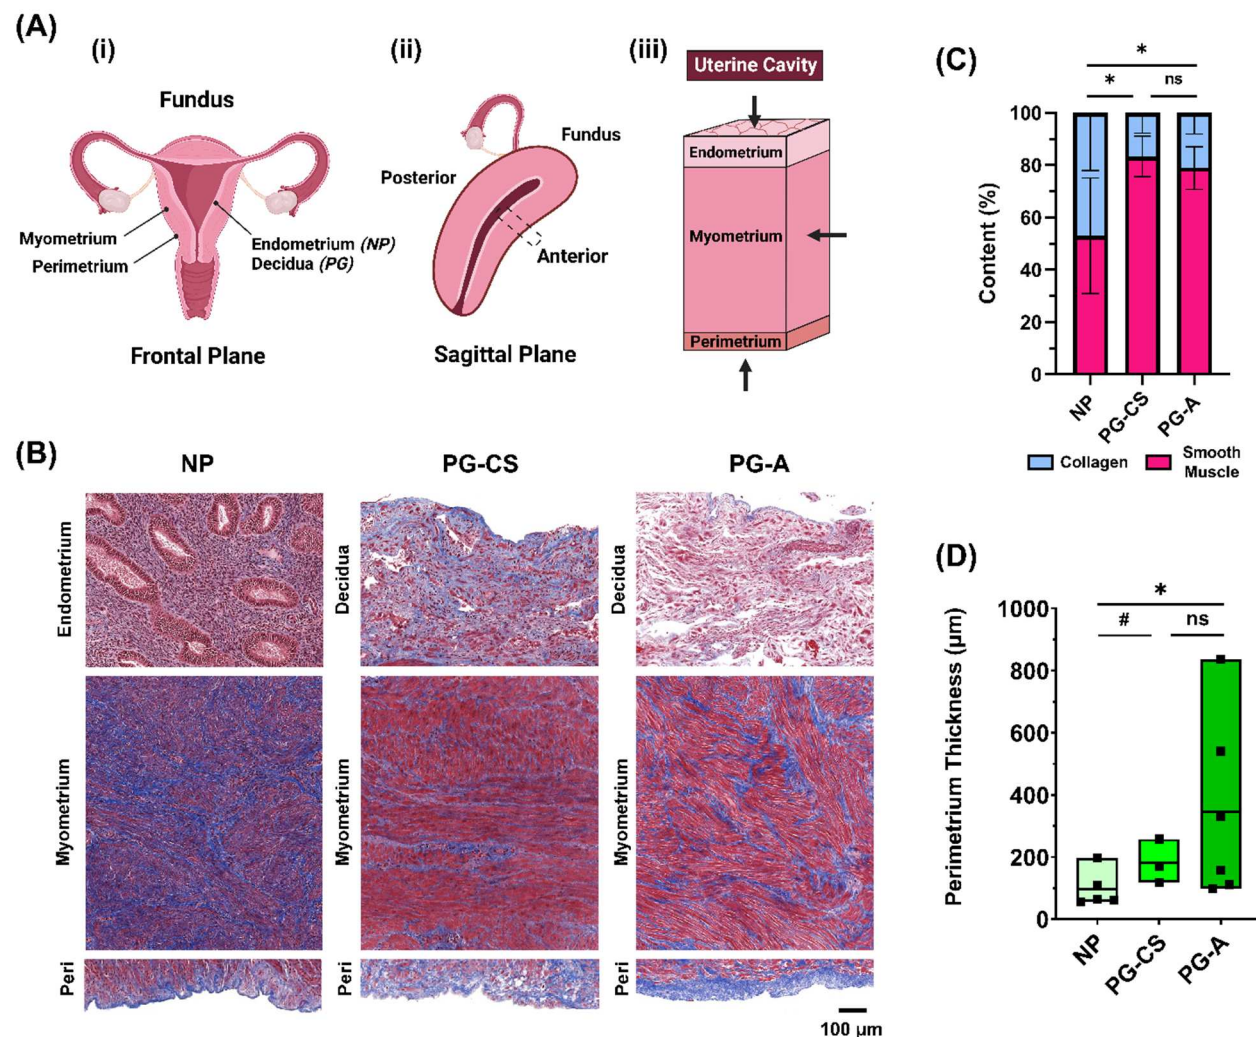 (A)
(i)
Fundus
Myometrium
Perimetrium
Endometrium (NP)
Decidua (PG)
Frontal Plane
(ii)
Fundus
Posterior
Anterior
Sagittal Plane
(iii)
Uterine Cavity
Endometrium
Myometrium
Perimetrium
(B)
NP
PG-CS
PG-A
Endometrium
Decidua
Decidua
Myometrium
Myometrium
Myometrium
Peri
Peri
Peri
100 µm
(C)
*
*
ns
Content (%)
100
80
60
40
20
0
NP
PG-CS
PG-A
Collagen
Smooth
Muscle
(D)
*
#
ns
Perimetrium Thickness (µm)
1000
800
600
400
200
0
NP
PG-CS
PG-A